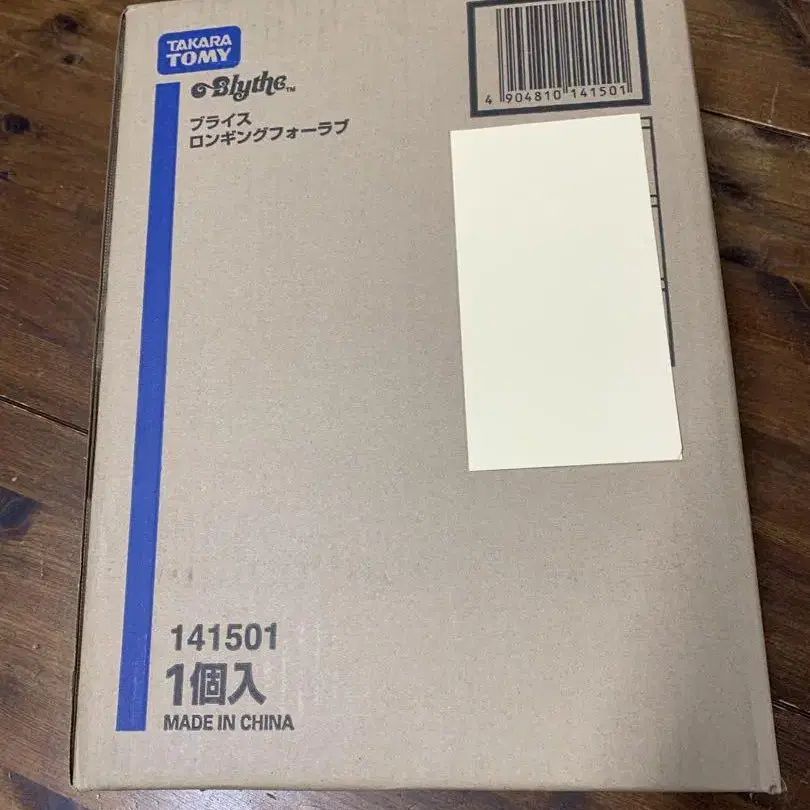 TAKARA
TOMY
Blythe™
ブライス
ロンギングフォーラブ
4 904810 141501
141501
1個入
MADE IN CHINA